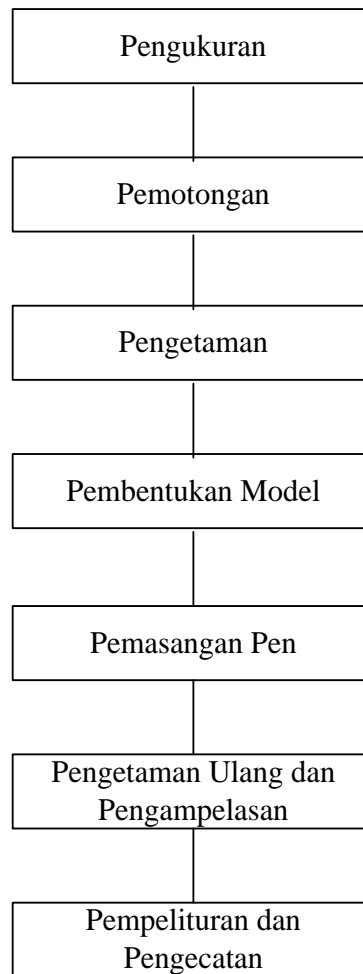 Pengukuran
Pemotongan
Pengetaman
Pembentukan Model
Pemasangan Pen
Pengetaman Ulang dan
Pengampelasan
Pempelituran dan
Pengecatan